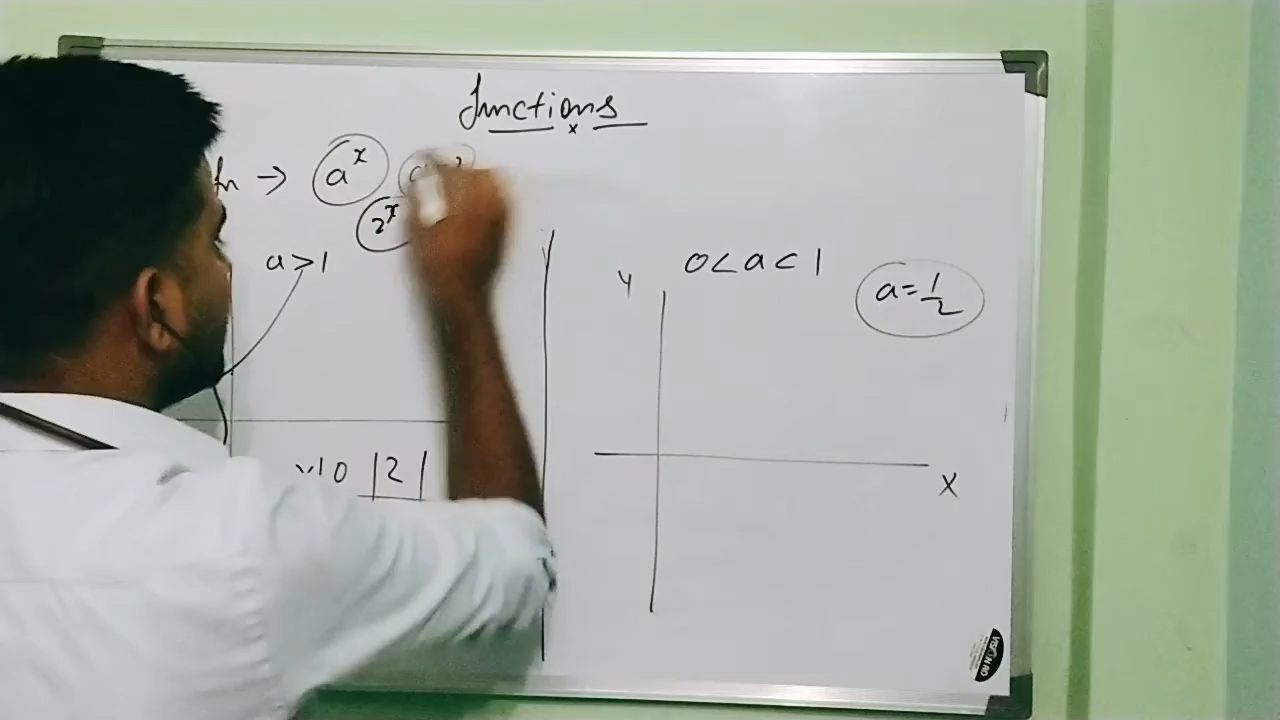 Functions
fn → a^x
2^x
a>1
0<a<1
y
a=1/2
0 | 2 |
x